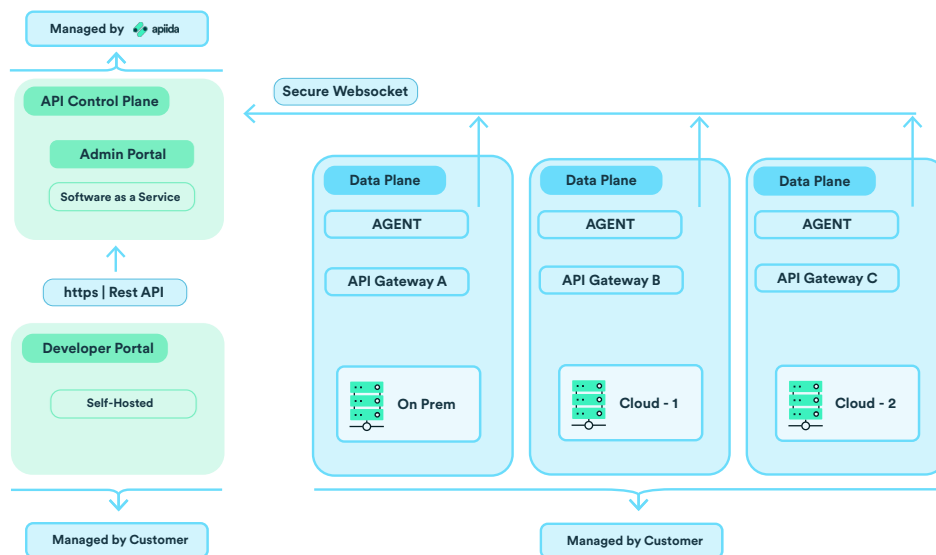 Managed by apiida
API Control Plane
Admin Portal
Software as a Service
https | Rest API
Developer Portal
Self-Hosted
Managed by Customer
Secure Websocket
Data Plane
AGENT
API Gateway A
On Prem
Data Plane
AGENT
API Gateway B
Cloud - 1
Data Plane
AGENT
API Gateway C
Cloud - 2
Managed by Customer